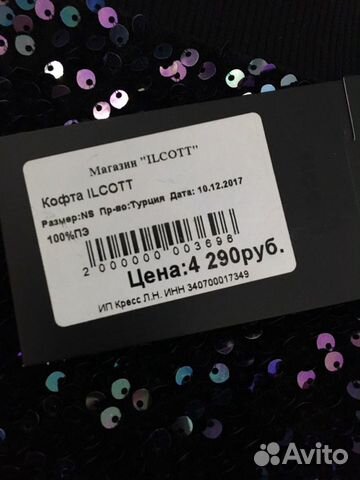 Магазин "ILCOTT"
Кофта ILCOTT
Размер:NS Пр-во:Турция Дата: 10.12.2017
100%ПЭ
2 000000 003696
Цена:4 290руб.
ИП Кресс Л.Н. ИНН 340700017349
Avito